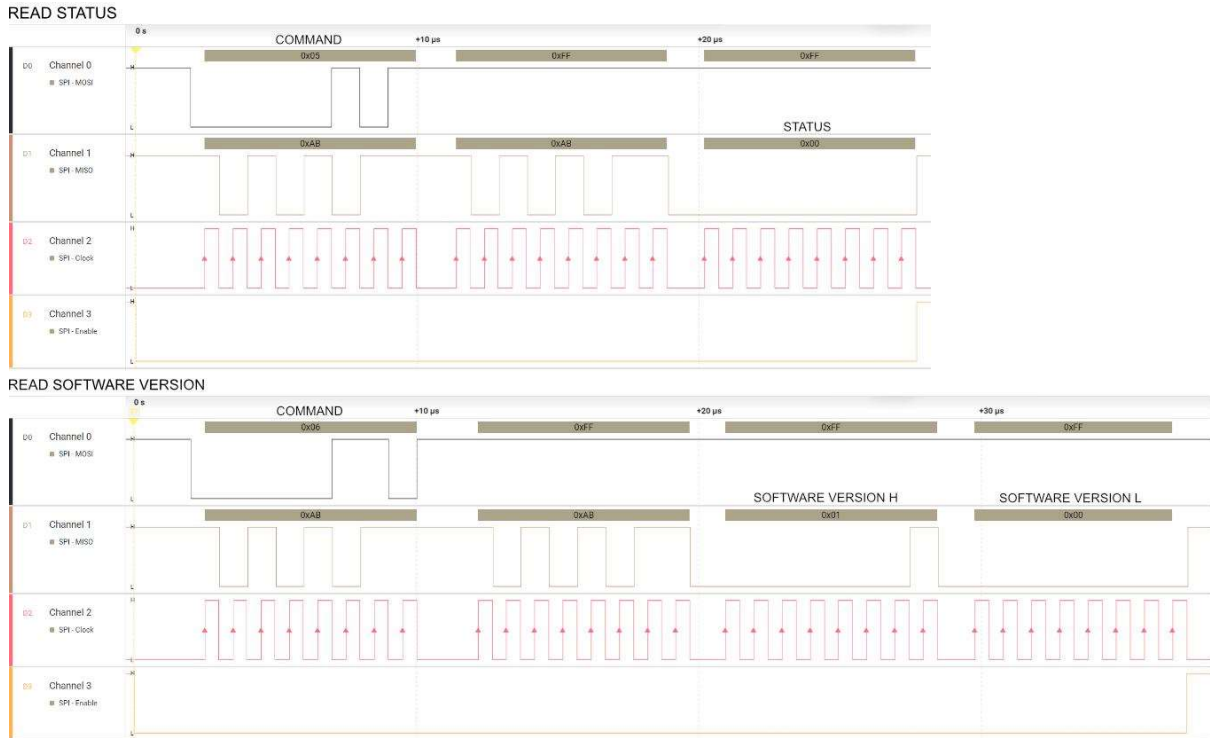 READ STATUS
0 s
COMMAND
+10 µs
+20 µs
D0 Channel 0
SPI - MOSI
H
L
0x05
0xFF
0xFF
STATUS
D1 Channel 1
SPI - MISO
H
L
0xAB
0xAB
0x00
D2 Channel 2
SPI - Clock
H
L
D3 Channel 3
SPI - Enable
H
L
READ SOFTWARE VERSION
0 s
COMMAND
+10 µs
+20 µs
+30 µs
D0 Channel 0
SPI - MOSI
H
L
0x06
0xFF
0xFF
0xFF
SOFTWARE VERSION H
SOFTWARE VERSION L
D1 Channel 1
SPI - MISO
H
L
0xAB
0xAB
0x01
0x00
D2 Channel 2
SPI - Clock
H
L
D3 Channel 3
SPI - Enable
H
L